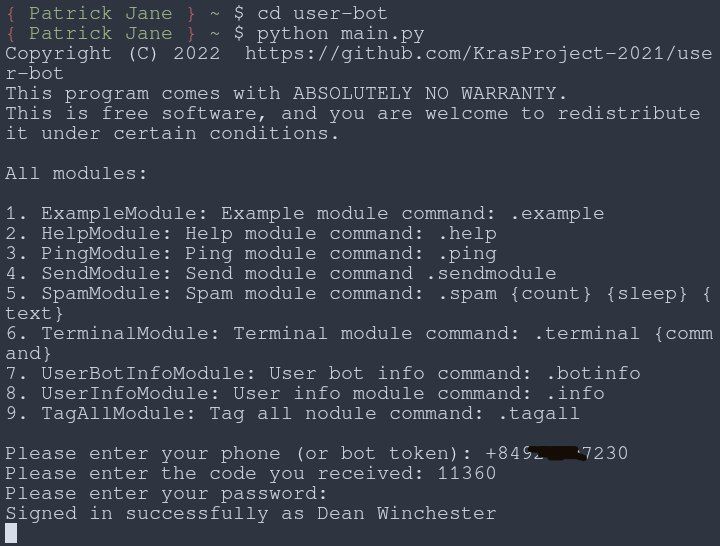 { Patrick Jane } ~ $ cd user-bot
{ Patrick Jane } ~ $ python main.py
Copyright (C) 2022  https://github.com/KrasProject-2021/use
r-bot
This program comes with ABSOLUTELY NO WARRANTY.
This is free software, and you are welcome to redistribute
it under certain conditions.

All modules:

1. ExampleModule: Example module command: .example
2. HelpModule: Help module command: .help
3. PingModule: Ping module command: .ping
4. SendModule: Send module command .sendmodule
5. SpamModule: Spam module command: .spam {count} {sleep} {
text}
6. TerminalModule: Terminal module command: .terminal {comm
and}
7. UserBotInfoModule: User bot info command: .botinfo
8. UserInfoModule: User info module command: .info
9. TagAllModule: Tag all nodule command: .tagall

Please enter your phone (or bot token): +849 7230
Please enter the code you received: 11360
Please enter your password:
Signed in successfully as Dean Winchester